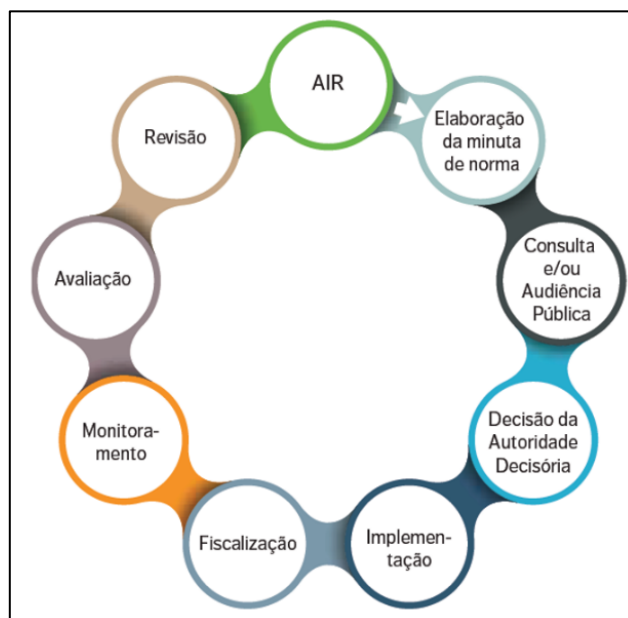 AIR
Elaboração
da minuta
de norma
Consulta
e/ou
Audiência
Pública
Decisão da
Autoridade
Decisória
Implemen-
tação
Fiscalização
Monitora-
mento
Avaliação
Revisão